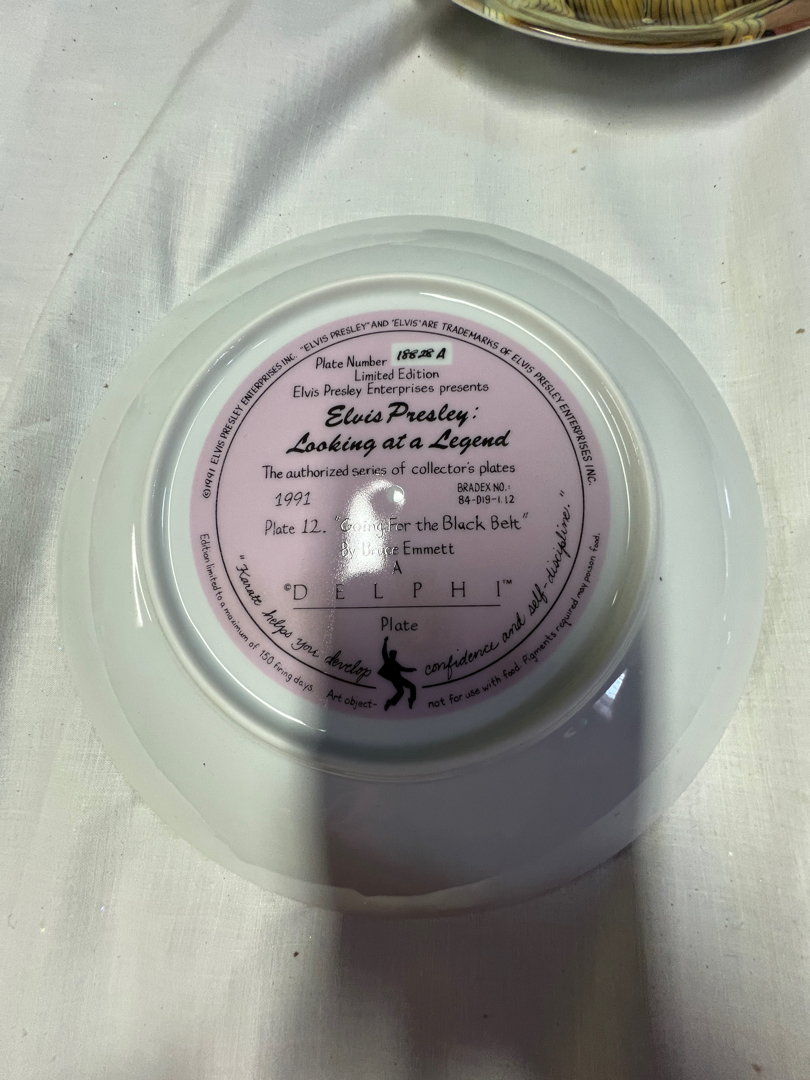 ©1991 ELVIS PRESLEY ENTERPRISES INC. "ELVIS PRESLEY" AND "ELVIS" ARE TRADEMARKS OF ELVIS PRESLEY ENTERPRISES INC.
Plate Number 18828 A
Limited Edition
Elvis Presley Enterprises presents
Elvis Presley:
Looking at a Legend
The authorized series of collector's plates
1991
BRADEX NO.:
84-D19-1.12
Plate 12. "Going For the Black Belt"
By Bruce Emmett
A
©DELPHI™
Plate
"Karate helps you develop confidence and self-discipline."
Edition limited to a maximum of 150 firing days. Art object- not for use with food. Pigments required may poison food.